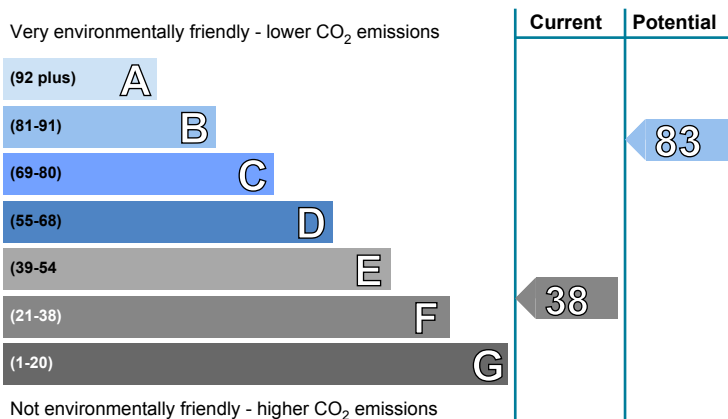 Very environmentally friendly - lower CO2 emissions
Current
Potential
(92 plus) A
(81-91) B
(69-80) C
(55-68) D
(39-54 E
(21-38) F
(1-20) G
83
38
Not environmentally friendly - higher CO2 emissions